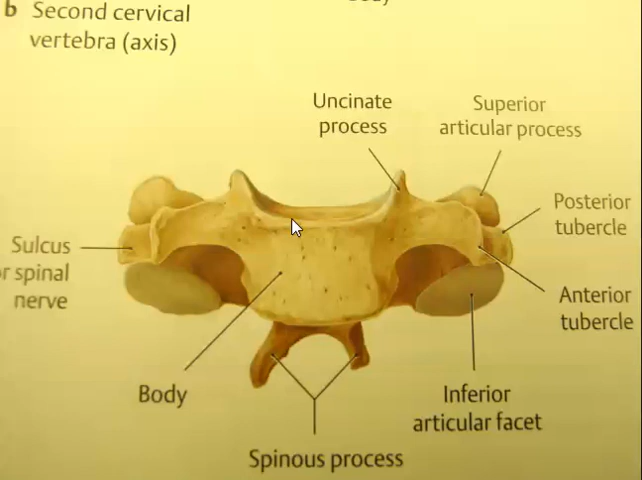 b Second cervical
vertebra (axis)
Uncinate
process
Superior
articular process
Posterior
tubercle
Sulcus
spinal
nerve
Anterior
tubercle
Body
Inferior
articular facet
Spinous process